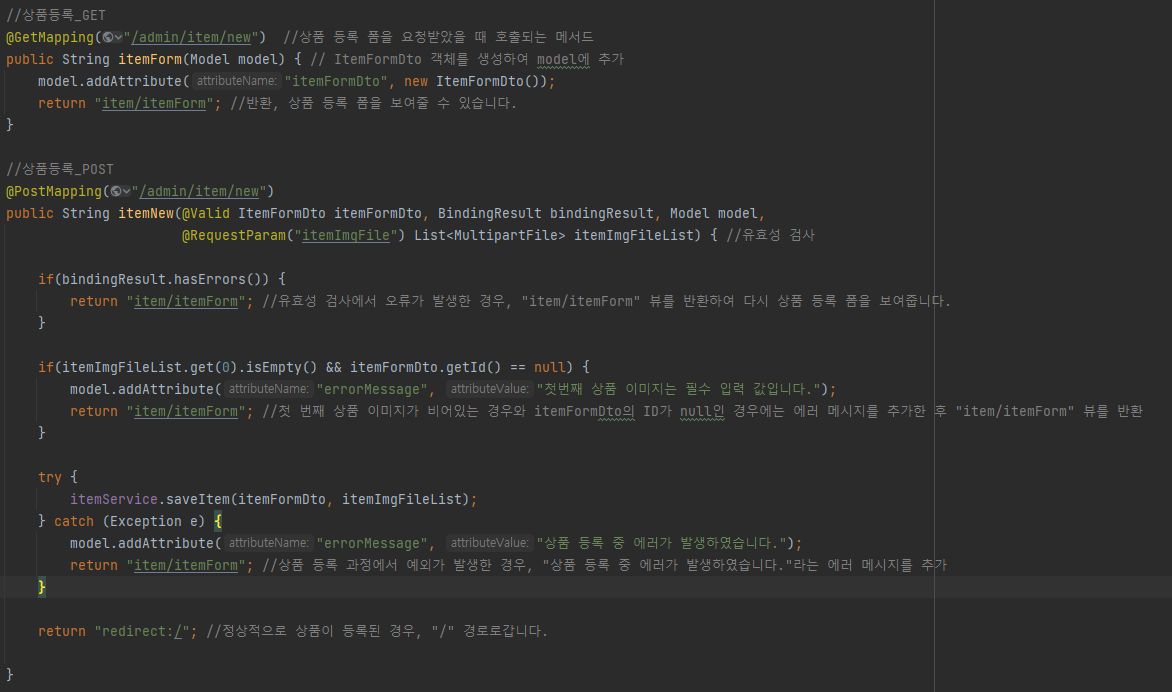 //상품등록_GET
@GetMapping("/admin/item/new")  //상품 등록 폼을 요청받았을 때 호출되는 메서드
public String itemForm(Model model) { // ItemFormDto 객체를 생성하여 model에 추가
    model.addAttribute( attributeName: "itemFormDto", new ItemFormDto());
    return "item/itemForm"; //반환, 상품 등록 폼을 보여줄 수 있습니다.
}
//상품등록_POST
@PostMapping("/admin/item/new")
public String itemNew(@Valid ItemFormDto itemFormDto, BindingResult bindingResult, Model model,
                      @RequestParam("itemImgFile") List<MultipartFile> itemImgFileList) { //유효성 검사
    if(bindingResult.hasErrors()) {
        return "item/itemForm"; //유효성 검사에서 오류가 발생한 경우, "item/itemForm" 뷰를 반환하여 다시 상품 등록 폼을 보여줍니다.
    }
    if(itemImgFileList.get(0).isEmpty() && itemFormDto.getId() == null) {
        model.addAttribute( attributeName: "errorMessage", attributeValue: "첫번째 상품 이미지는 필수 입력 값입니다.");
        return "item/itemForm"; //첫 번째 상품 이미지가 비어있는 경우와 itemFormDto의 ID가 null인 경우에는 에러 메시지를 추가한 후 "item/itemForm" 뷰를 반환
    }
    try {
        itemService.saveItem(itemFormDto, itemImgFileList);
    } catch (Exception e) {
        model.addAttribute( attributeName: "errorMessage", attributeValue: "상품 등록 중 에러가 발생하였습니다.");
        return "item/itemForm"; //상품 등록 과정에서 예외가 발생한 경우, "상품 등록 중 에러가 발생하였습니다."라는 에러 메시지를 추가
    }
    return "redirect:/"; //정상적으로 상품이 등록된 경우, "/" 경로로갑니다.
}